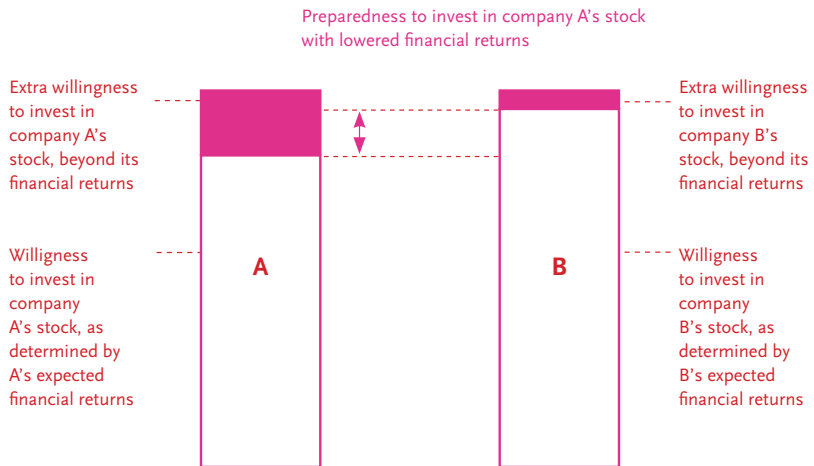 Preparedness to invest in company A’s stock
with lowered financial returns
Extra willingness
to invest in
company A’s
stock, beyond its
financial returns
Extra willingness
to invest in
company B’s
stock, beyond its
financial returns
Willigness
to invest in
company
A’s stock, as
determined by
A’s expected
financial returns
A
B
Willigness
to invest in
company
B’s stock, as
determined by
B’s expected
financial returns